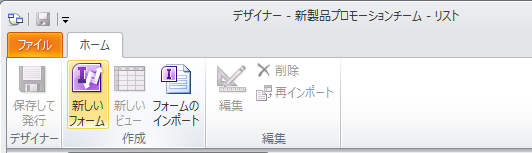 デザイナー - 新製品プロモーションチーム - リスト
ファイル ホーム
保存して
発行
デザイナー
新しい
フォーム
新しい
ビュー
フォームの
インポート
作成
編集
削除
再インポート
編集